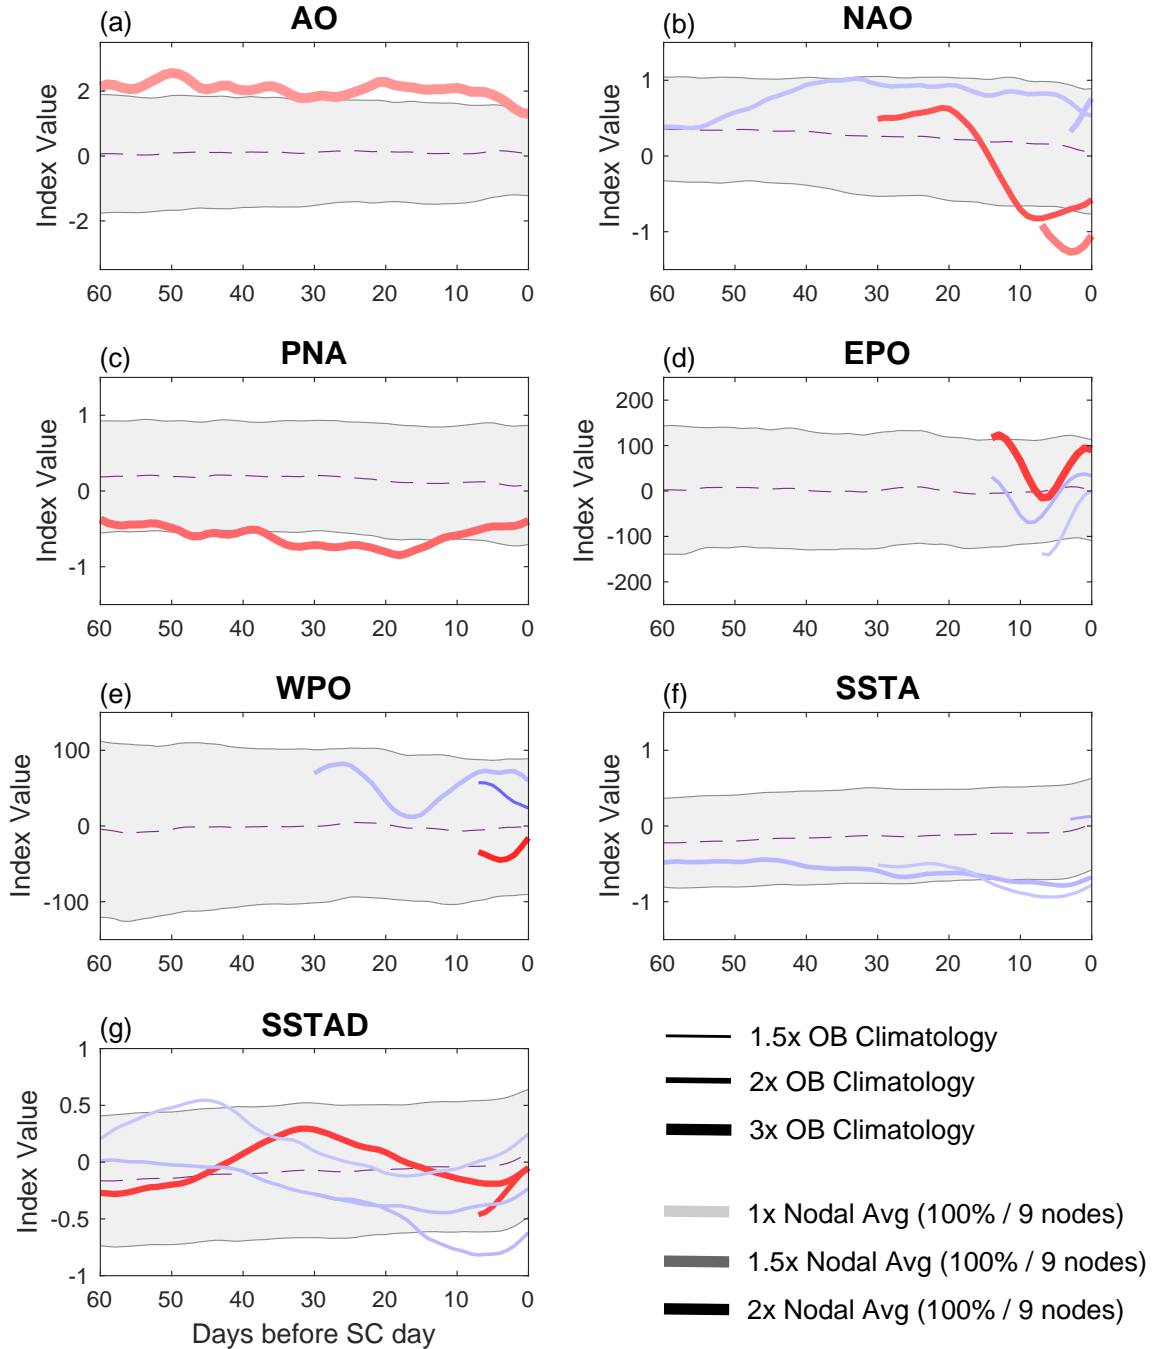 (a) AO
Index Value
2
0
-2
60 50 40 30 20 10 0
(b) NAO
Index Value
1
0
-1
60 50 40 30 20 10 0
(c) PNA
Index Value
1
0
-1
60 50 40 30 20 10 0
(d) EPO
Index Value
200
100
0
-100
-200
60 50 40 30 20 10 0
(e) WPO
Index Value
100
0
-100
60 50 40 30 20 10 0
(f) SSTA
Index Value
1
0
-1
60 50 40 30 20 10 0
(g) SSTAD
Index Value
1
0.5
0
-0.5
-1
60 50 40 30 20 10 0
Days before SC day
1.5x OB Climatology
2x OB Climatology
3x OB Climatology
1x Nodal Avg (100% / 9 nodes)
1.5x Nodal Avg (100% / 9 nodes)
2x Nodal Avg (100% / 9 nodes)